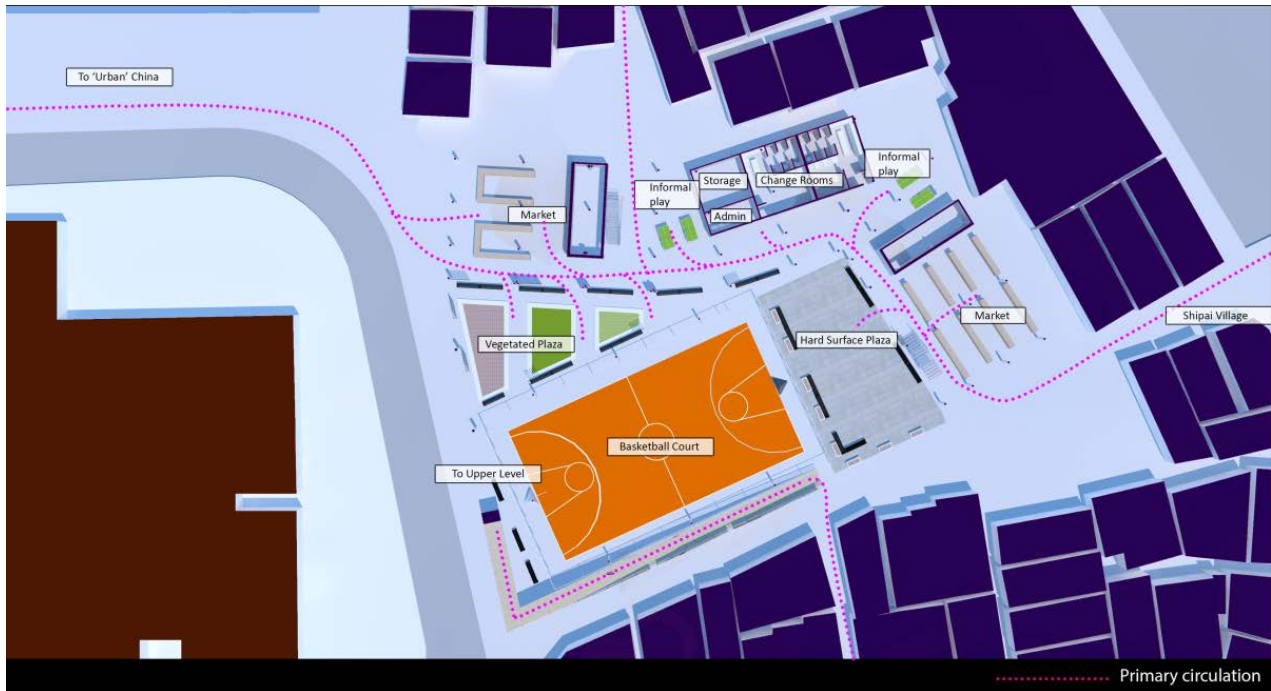 To 'Urban' China
Informal
play
Storage
Change Rooms
Informal
play
Market
Admin
Market
Shipai Village
Vegetated Plaza
Hard Surface Plaza
Basketball Court
To Upper Level
Primary circulation